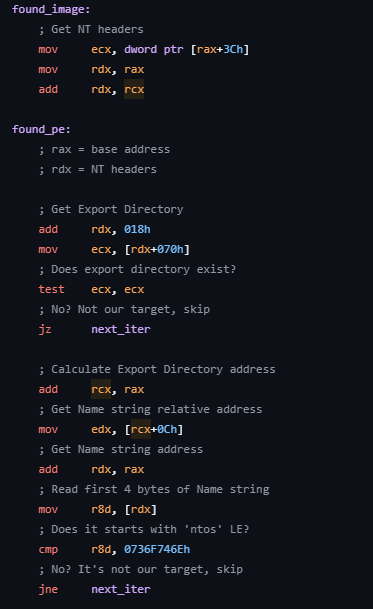 found_image:
; Get NT headers
mov ecx, dword ptr [rax+3Ch]
mov rdx, rax
add rdx, rcx
found_pe:
; rax = base address
; rdx = NT headers
; Get Export Directory
add rdx, 018h
mov ecx, [rdx+070h]
; Does export directory exist?
test ecx, ecx
; No? Not our target, skip
jz next_iter
; Calculate Export Directory address
add rcx, rax
; Get Name string relative address
mov edx, [rcx+0Ch]
; Get Name string address
add rdx, rax
; Read first 4 bytes of Name string
mov r8d, [rdx]
; Does it starts with 'ntos' LE?
cmp r8d, 0736F746Eh
; No? It's not our target, skip
jne next_iter